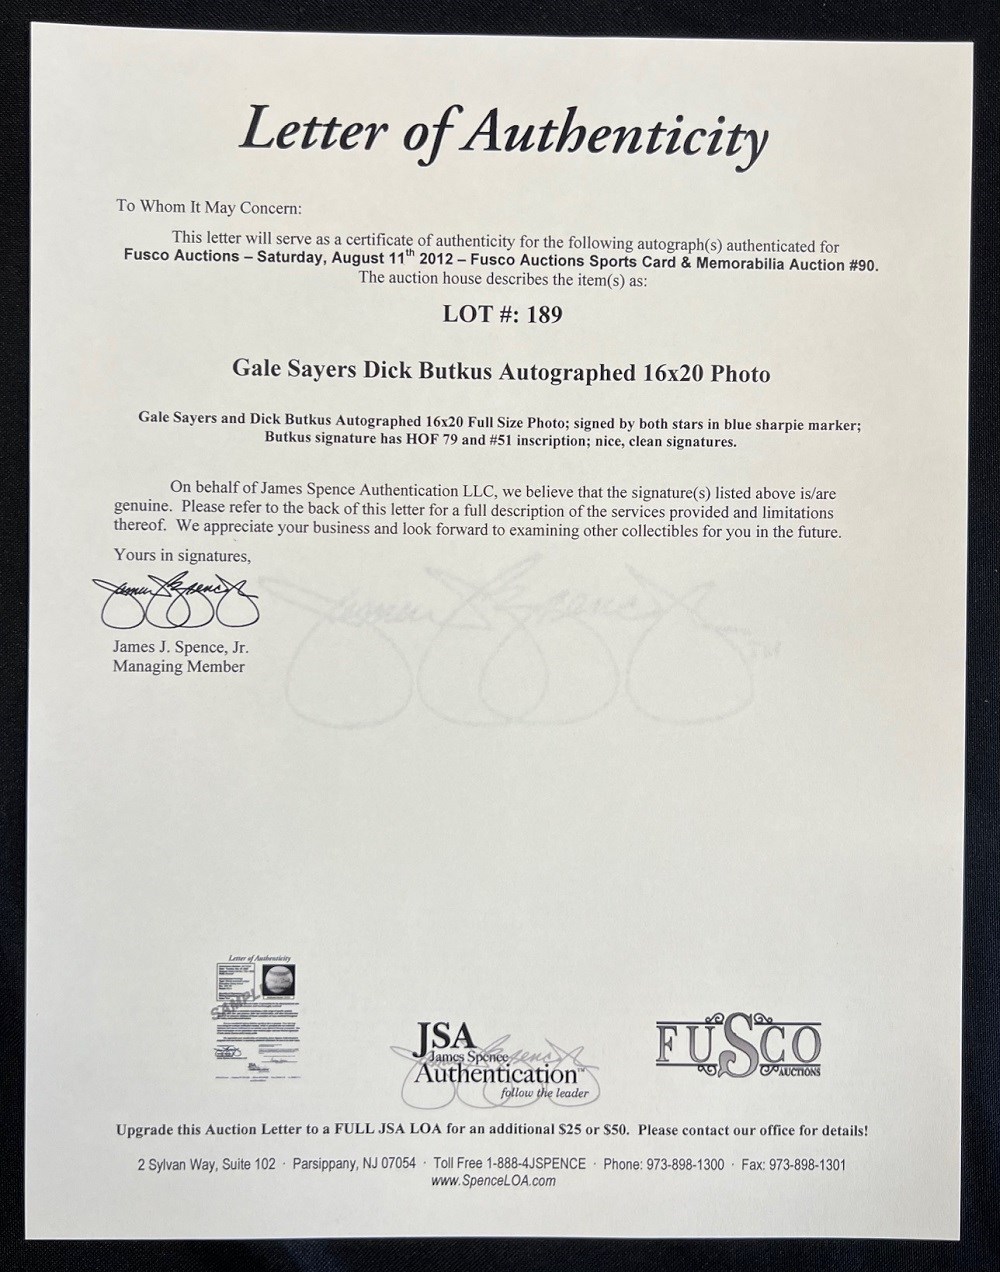 Letter of Authenticity
To Whom It May Concern:
This letter will serve as a certificate of authenticity for the following autograph(s) authenticated for
Fusco Auctions – Saturday, August 11th 2012 – Fusco Auctions Sports Card & Memorabilia Auction #90.
The auction house describes the item(s) as:
LOT #: 189
Gale Sayers Dick Butkus Autographed 16x20 Photo
Gale Sayers and Dick Butkus Autographed 16x20 Full Size Photo; signed by both stars in blue sharpie marker;
Butkus signature has HOF 79 and #51 inscription; nice, clean signatures.
On behalf of James Spence Authentication LLC, we believe that the signature(s) listed above is/are
genuine. Please refer to the back of this letter for a full description of the services provided and limitations
thereof. We appreciate your business and look forward to examining other collectibles for you in the future.
Yours in signatures,
James J. Spence, Jr.
Managing Member
Letter of Authenticity
SAMPLE
JSA
James Spence
Authentication™
follow the leader
FUSCO
AUCTIONS
Upgrade this Auction Letter to a FULL JSA LOA for an additional $25 or $50. Please contact our office for details!
2 Sylvan Way, Suite 102 · Parsippany, NJ 07054 · Toll Free 1-888-4JSPENCE · Phone: 973-898-1300 · Fax: 973-898-1301
www.SpenceLOA.com